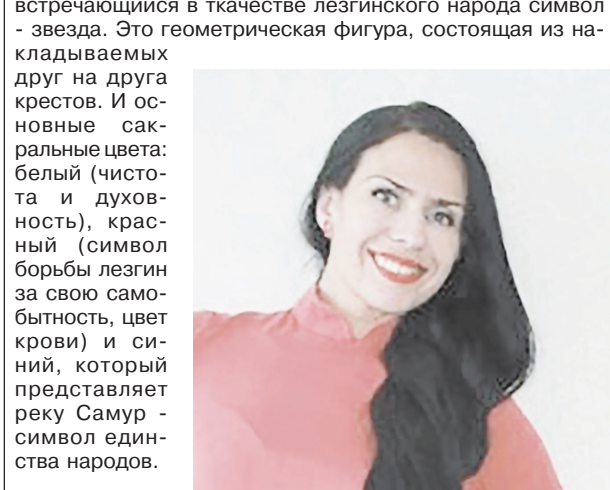 встречающийся в ткачестве лезгинского народа символ
- звезда. Это геометрическая фигура, состоящая из на-
кладываемых
друг на друга
крестов. И ос-
новные сак-
ральные цвета:
белый (чисто-
та и духов-
ность), крас-
ный (символ
борьбы лезгин
за свою само-
бытность, цвет
крови) и си-
ний, который
представляет
реку Самур -
символ един-
ства народов.